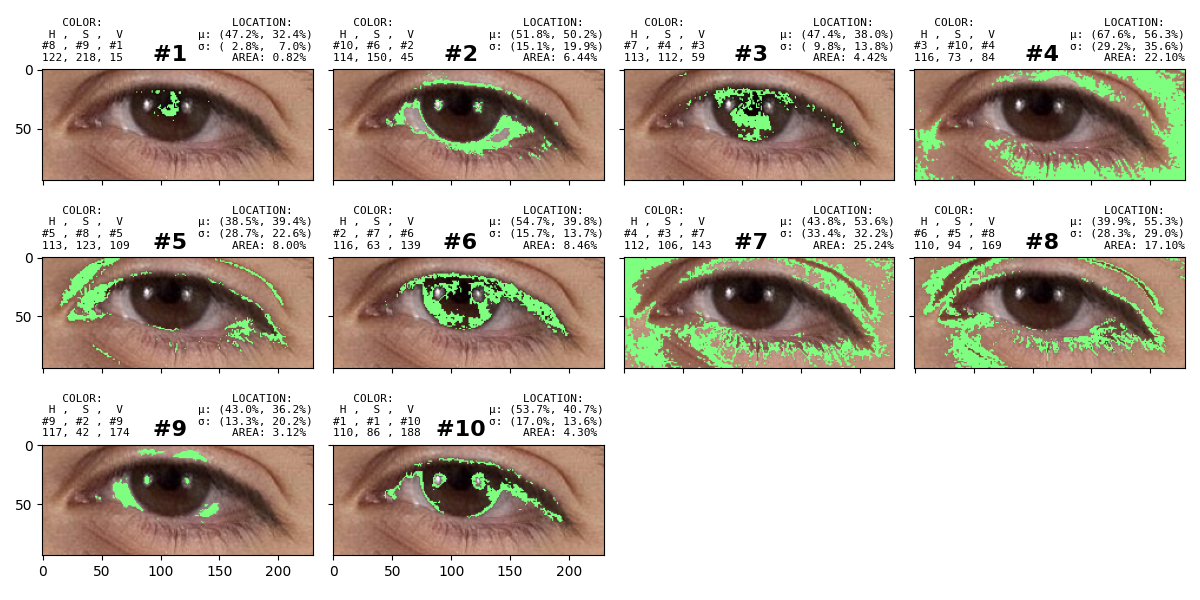 COLOR: LOCATION:
H , S , V μ: (47.2%, 32.4%)
#8 , #9 , #1 #1 σ: ( 2.8%, 7.0%)
122, 218, 15 AREA: 0.82%
COLOR: LOCATION:
H , S , V μ: (51.8%, 50.2%)
#10, #6 , #2 #2 σ: (15.1%, 19.9%)
114, 150, 45 AREA: 6.44%
COLOR: LOCATION:
H , S , V μ: (47.4%, 38.0%)
#7 , #4 , #3 #3 σ: ( 9.8%, 13.8%)
113, 112, 59 AREA: 4.42%
COLOR: LOCATION:
H , S , V μ: (67.6%, 56.3%)
#3 , #10, #4 #4 σ: (29.2%, 35.6%)
116, 73 , 84 AREA: 22.10%
0
50
COLOR: LOCATION:
H , S , V μ: (38.5%, 39.4%)
#5 , #8 , #5 #5 σ: (28.7%, 22.6%)
113, 123, 109 AREA: 8.00%
COLOR: LOCATION:
H , S , V μ: (54.7%, 39.8%)
#2 , #7 , #6 #6 σ: (15.7%, 13.7%)
116, 63 , 139 AREA: 8.46%
COLOR: LOCATION:
H , S , V μ: (43.8%, 53.6%)
#4 , #3 , #7 #7 σ: (33.4%, 32.2%)
112, 106, 143 AREA: 25.24%
COLOR: LOCATION:
H , S , V μ: (39.9%, 55.3%)
#6 , #5 , #8 #8 σ: (28.3%, 29.0%)
110, 94 , 169 AREA: 17.10%
0
50
COLOR: LOCATION:
H , S , V μ: (43.0%, 36.2%)
#9 , #2 , #9 #9 σ: (13.3%, 20.2%)
117, 42 , 174 AREA: 3.12%
COLOR: LOCATION:
H , S , V μ: (53.7%, 40.7%)
#1 , #1 , #10 #10 σ: (17.0%, 13.6%)
110, 86 , 188 AREA: 4.30%
0
50
0 50 100 150 200
0 50 100 150 200